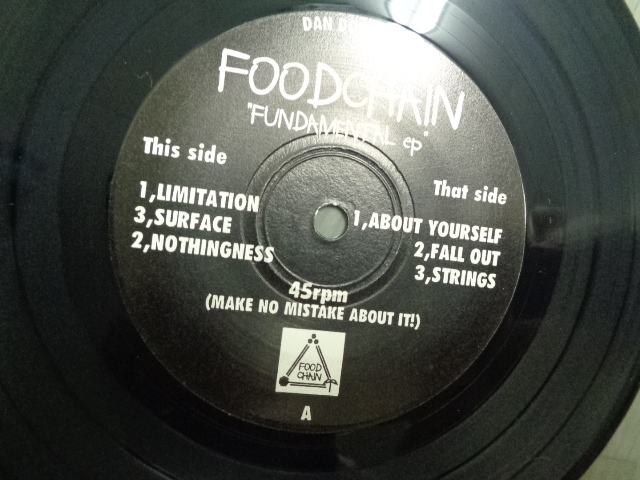 DAN
FOODCHAIN
"FUNDAMENTAL ep"
This side
1,LIMITATION
3,SURFACE
2,NOTHINGNESS
That side
1,ABOUT YOURSELF
2,FALL OUT
3,STRINGS
45rpm
(MAKE NO MISTAKE ABOUT IT!)
FOOD
CHAIN
A